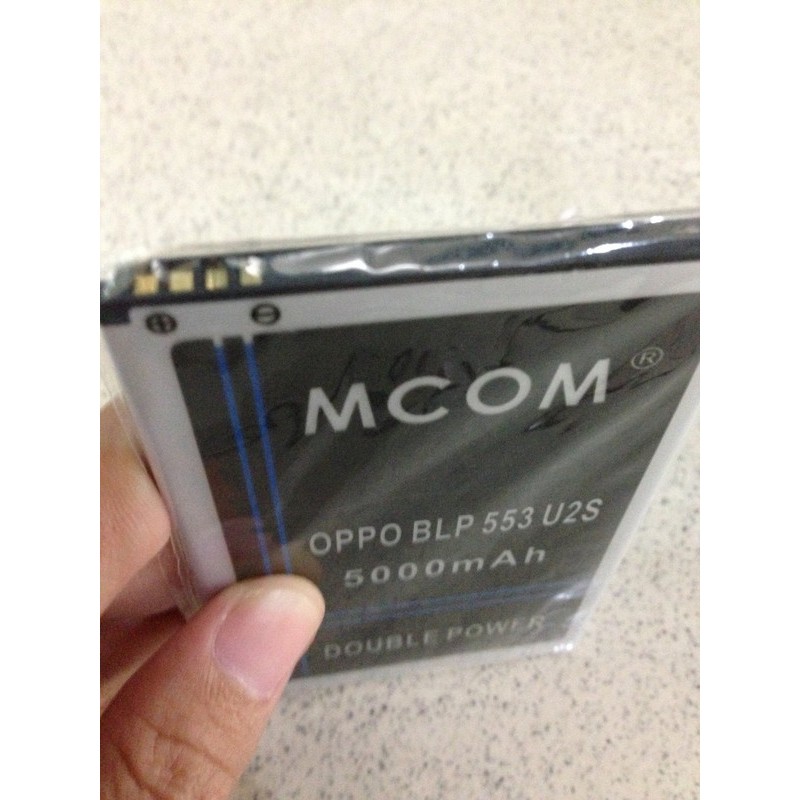 MCOM®
OPPO BLP 553 U2S
5000mAh
DOUBLE POWER